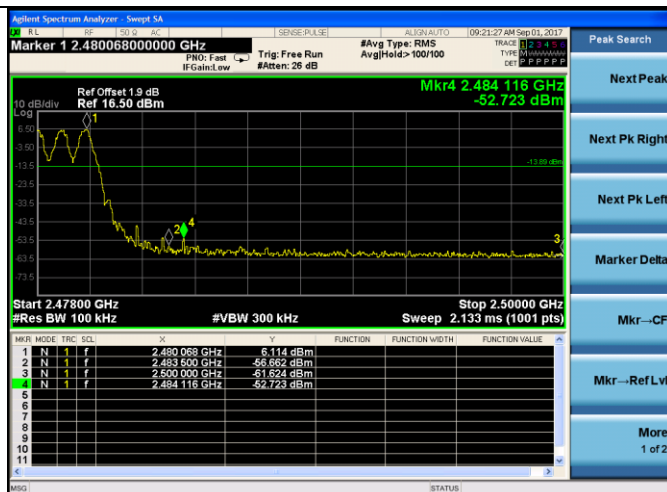 Agilent Spectrum Analyzer - Swept SA
RL RF 50 Ω AC SENSE:PULSE ALIGN AUTO 09:21:27 AM Sep 01, 2017
Marker 1 2.480068000000 GHz
PNO: Fast
IFGain:Low
Trig: Free Run
#Atten: 26 dB
#Avg Type: RMS
Avg|Hold:>100/100
TRACE 1 2 3 4 5 6
TYPE M
DET P P P P P P
Peak Search
Next Peak
Next Pk Right
Next Pk Left
Marker Delta
Mkr→CF
Mkr→Ref Lvl
More
1 of 2
Mkr4 2.484 116 GHz
-52.723 dBm
Ref Offset 1.9 dB
Ref 16.50 dBm
10 dB/div
Log
6.50
-3.50
-13.5
-23.5
-33.5
-43.5
-53.5
-63.5
-73.5
1
2
4
3
-13.89 dBm
Start 2.47800 GHz Stop 2.50000 GHz
#Res BW 100 kHz #VBW 300 kHz Sweep 2.133 ms (1001 pts)
MKR MODE TRC SCL X Y FUNCTION FUNCTION WIDTH FUNCTION VALUE
1 N 1 f 2.480 068 GHz 6.114 dBm
2 N 1 f 2.483 500 GHz -56.662 dBm
3 N 1 f 2.500 000 GHz -61.624 dBm
4 N 1 f 2.484 116 GHz -52.723 dBm
5
6
7
8
9
10
11
MSG STATUS